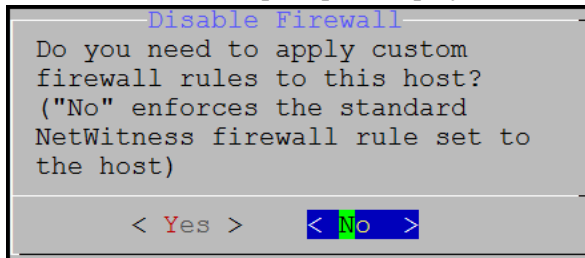 Disable Firewall
Do you need to apply custom
firewall rules to this host?
("No" enforces the standard
NetWitness firewall rule set to
the host)
< Yes > < No >